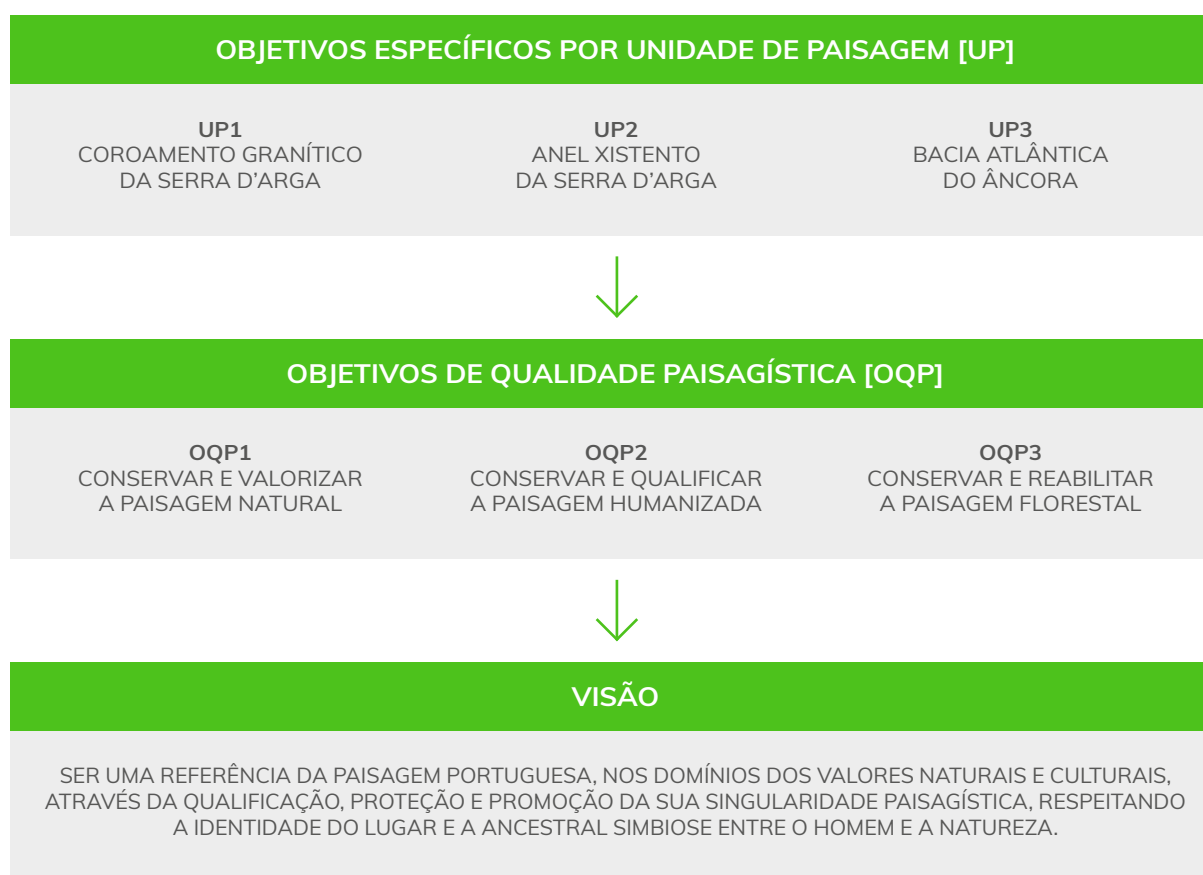 OBJETIVOS ESPECÍFICOS POR UNIDADE DE PAISAGEM [UP]
UP1
COROAMENTO GRANÍTICO
DA SERRA D'ARGA
UP2
ANEL XISTENTO
DA SERRA D'ARGA
UP3
BACIA ATLÂNTICA
DO ÂNCORA
OBJETIVOS DE QUALIDADE PAISAGÍSTICA [OQP]
OQP1
CONSERVAR E VALORIZAR
A PAISAGEM NATURAL
OQP2
CONSERVAR E QUALIFICAR
A PAISAGEM HUMANIZADA
OQP3
CONSERVAR E REABILITAR
A PAISAGEM FLORESTAL
VISÃO
SER UMA REFERÊNCIA DA PAISAGEM PORTUGUESA, NOS DOMÍNIOS DOS VALORES NATURAIS E CULTURAIS,
ATRAVÉS DA QUALIFICAÇÃO, PROTEÇÃO E PROMOÇÃO DA SUA SINGULARIDADE PAISAGÍSTICA, RESPEITANDO
A IDENTIDADE DO LUGAR E A ANCESTRAL SIMBIOSE ENTRE O HOMEM E A NATUREZA.